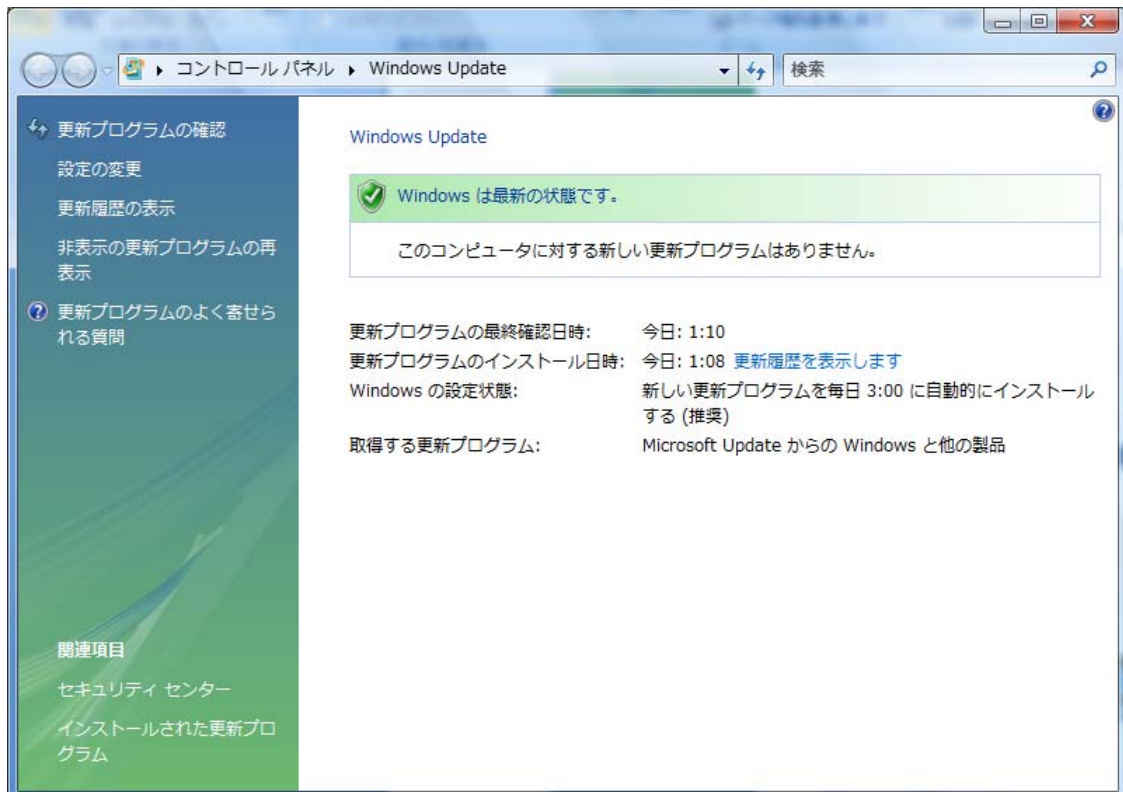 コントロール パネル ▸ Windows Update
検索
更新プログラムの確認
設定の変更
更新履歴の表示
非表示の更新プログラムの再
表示
更新プログラムのよく寄せら
れる質問
関連項目
セキュリティ センター
インストールされた更新プロ
グラム
Windows Update
Windows は最新の状態です。
このコンピュータに対する新しい更新プログラムはありません。
更新プログラムの最終確認日時: 今日: 1:10
更新プログラムのインストール日時: 今日: 1:08 更新履歴を表示します
Windows の設定状態: 新しい更新プログラムを毎日 3:00 に自動的にインストール
する (推奨)
取得する更新プログラム: Microsoft Update からの Windows と他の製品